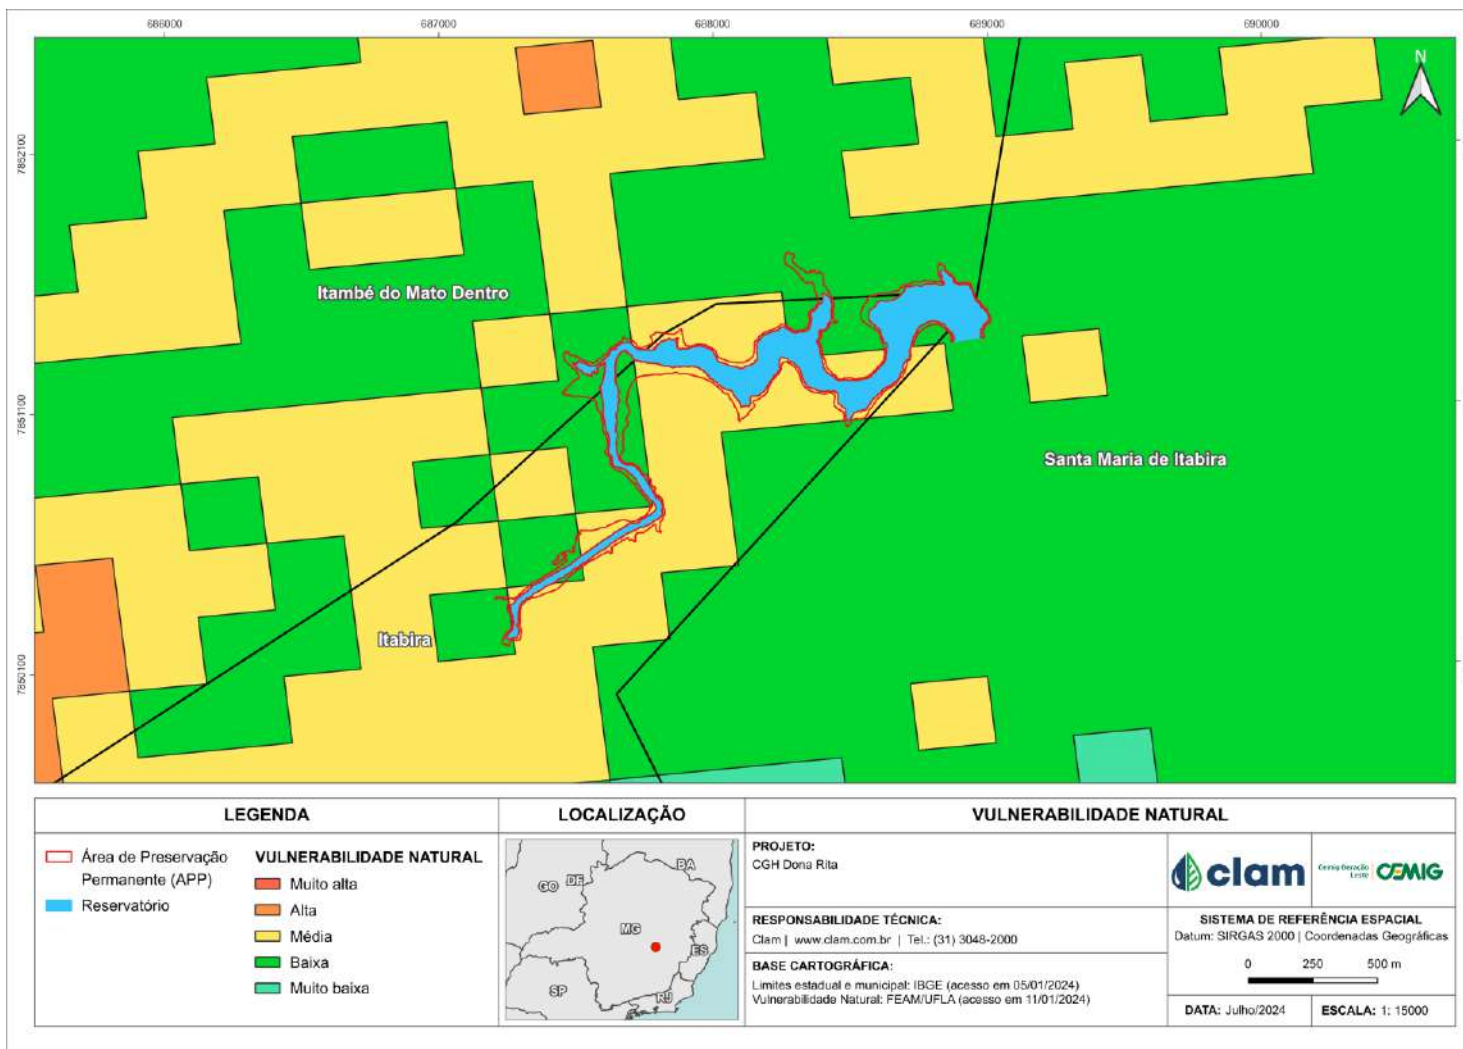 686000
687000
688000
689000
690000
N
7852100
Itambé do Mato Dentro
7851100
Santa Maria de Itabira
Itabira
7850100
LEGENDA
Área de Preservação
Permanente (APP)
Reservatório
VULNERABILIDADE NATURAL
Muito alta
Alta
Média
Baixa
Muito baixa
LOCALIZAÇÃO
BA
GO
DF
MG
ES
SP
RJ
VULNERABILIDADE NATURAL
PROJETO:
CGH Dona Rita
clam
Cemig Geração
Leste
CEMIG
RESPONSABILIDADE TÉCNICA:
Clam | www.clam.com.br | Tel.: (31) 3048-2000
SISTEMA DE REFERÊNCIA ESPACIAL
Datum: SIRGAS 2000 | Coordenadas Geográficas
0 250 500 m
BASE CARTOGRÁFICA:
Limites estadual e municipal: IBGE (acesso em 05/01/2024)
Vulnerabilidade Natural: FEAM/UFLA (acesso em 11/01/2024)
DATA: Julho/2024
ESCALA: 1: 15000